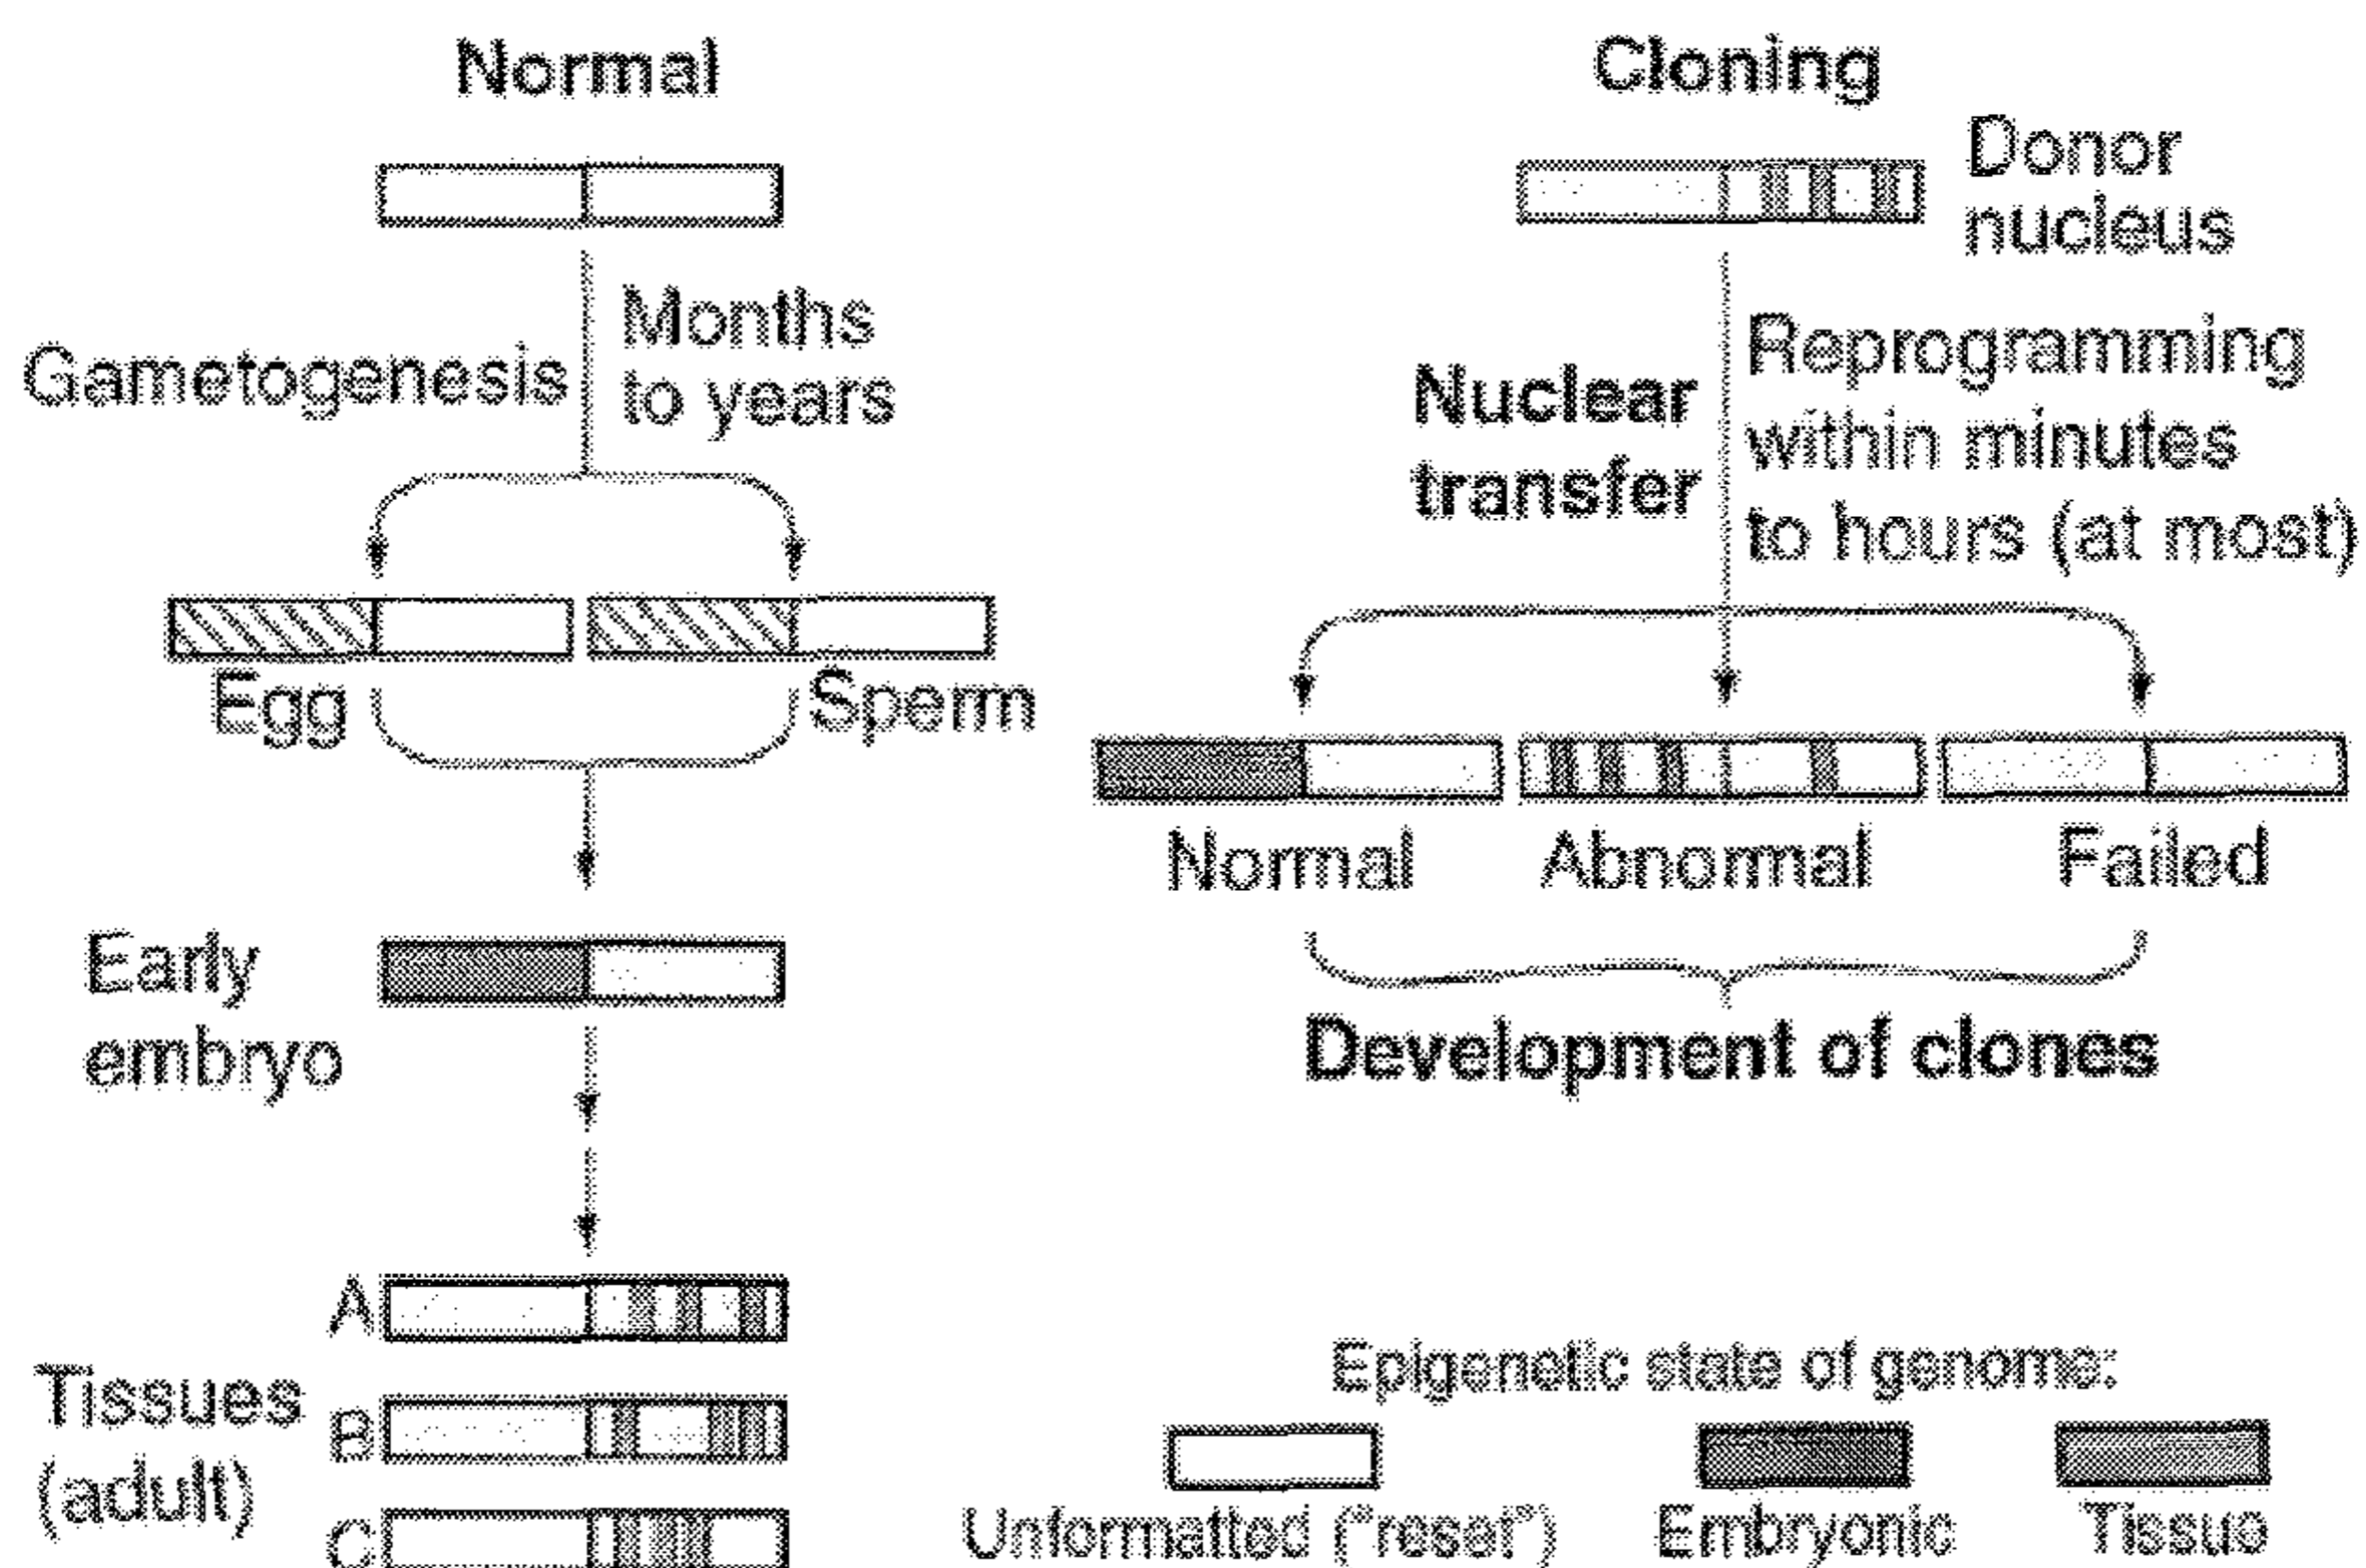 Normal
Gametogenesis
Months
to years
Egg
Sperm
Early
embryo
Tissues
(adult)
A
B
C
Cloning
Donor
nucleus
Nuclear
transfer
Reprogramming
within minutes
to hours (at most)
Normal
Abnormal
Failed
Development of clones
Epigenetic state of genome:
Unformatted ("reset")
Embryonic
Tissue